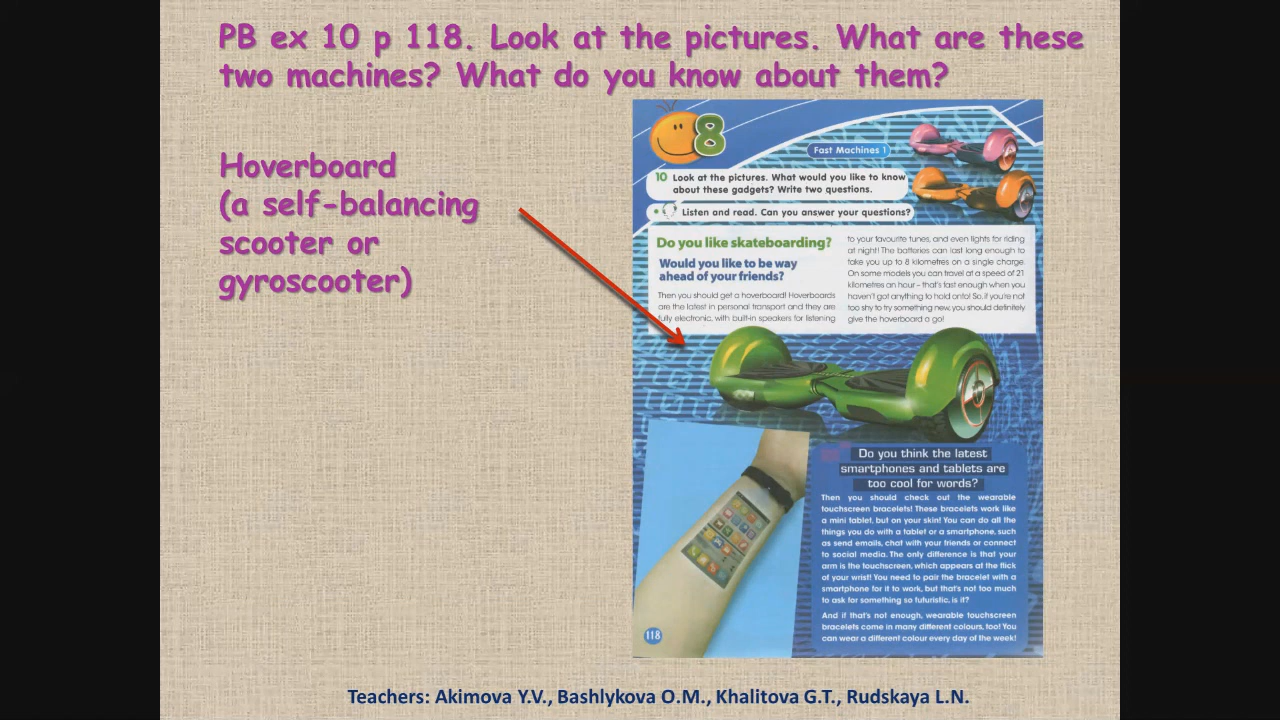 PB ex 10 p 118. Look at the pictures. What are these
two machines? What do you know about them?
Hoverboard
(a self-balancing
scooter or
gyroscooter)
8
Fast Machines 1
10 Look at the pictures. What would you like to know
about these gadgets? Write two questions.
Listen and read. Can you answer your questions?
Do you like skateboarding?
Would you like to be way
ahead of your friends?
Then you should get a hoverboard! Hoverboards
are the latest in personal transport and they are
fully electronic, with built-in speakers for listening
to your favourite tunes, and even lights for riding
at night! The batteries can last long enough to
take you up to 8 kilometres on a single charge.
On some models you can travel at a speed of 21
kilometres an hour – that's fast enough when you
haven't got anything to hold onto! So, if you're not
too shy to try something new, you should definitely
give the hoverboard a go!
Do you think the latest
smartphones and tablets are
too cool for words?
Then you should check out the wearable
touchscreen bracelets! These bracelets work like
a mini tablet, but on your skin! You can do all the
things you do with a tablet or a smartphone, such
as send emails, chat with your friends or connect
to social media. The only difference is that your
arm is the touchscreen, which appears at the flick
of your wrist! You need to pair the bracelet with a
smartphone for it to work, but that's not too much
to ask for something so futuristic, is it?
And if that's not enough, wearable touchscreen
bracelets come in many different colours, too! You
can wear a different colour every day of the week!
118
Teachers: Akimova Y.V., Bashlykova O.M., Khalitova G.T., Rudskaya L.N.